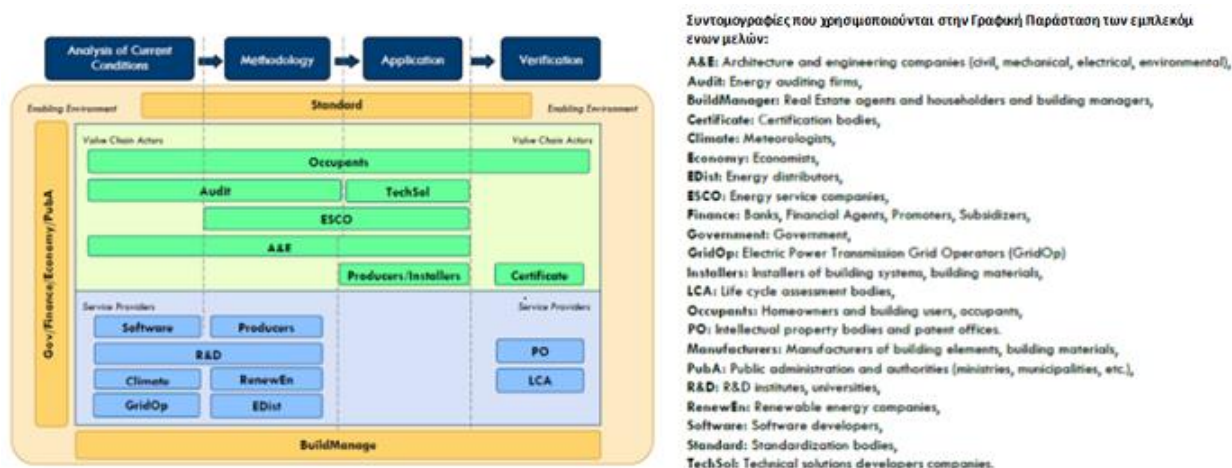 Analysis of Current
Conditions
Methodology
Application
Verification
Enabling Environment
Standard
Enabling Environment
Value Chain Actors
Value Chain Actors
Occupants
Audit
TechSol
ESCO
A&E
Producers/Installers
Certificate
Service Providers
Service Providers
Software
Producers
R&D
PO
Climate
RenewEn
LCA
GridOp
EDist
Gov/Finance/Economy/PubA
BuildManage
Συντομογραφίες που χρησιμοποιούνται στην Γραφική Παράσταση των εμπλεκόμ
ενων μελών:
A&E: Architecture and engineering companies (civil, mechanical, electrical, environmental),
Audit: Energy auditing firms,
BuildManager: Real Estate agents and householders and building managers,
Certificate: Certification bodies,
Climate: Meteorologists,
Economy: Economists,
EDist: Energy distributors,
ESCO: Energy service companies,
Finance: Banks, Financial Agents, Promoters, Subsidizers,
Government: Government,
GridOp: Electric Power Transmission Grid Operators (GridOp)
Installers: Installers of building systems, building materials,
LCA: Life cycle assessment bodies,
Occupants: Homeowners and building users, occupants,
PO: Intellectual property bodies and patent offices.
Manufacturers: Manufacturers of building elements, building materials,
PubA: Public administration and authorities (ministries, municipalities, etc.),
R&D: R&D institutes, universities,
RenewEn: Renewable energy companies,
Software: Software developers,
Standard: Standardization bodies,
TechSol: Technical solutions developers companies.